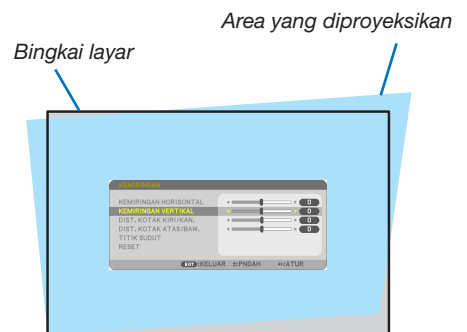 Area yang diproyeksikan
Bingkai layar
KEMIRINGAN
KEMIRINGAN HORISONTAL 0
KEMIRINGAN VERTIKAL 0
DIST. KOTAK KIRI/KAN. 0
DIST. KOTAK ATAS/BAW. 0
TITIK SUDUT
RESET
EXIT:KELUAR ↕:PNDAH ↔:ATUR